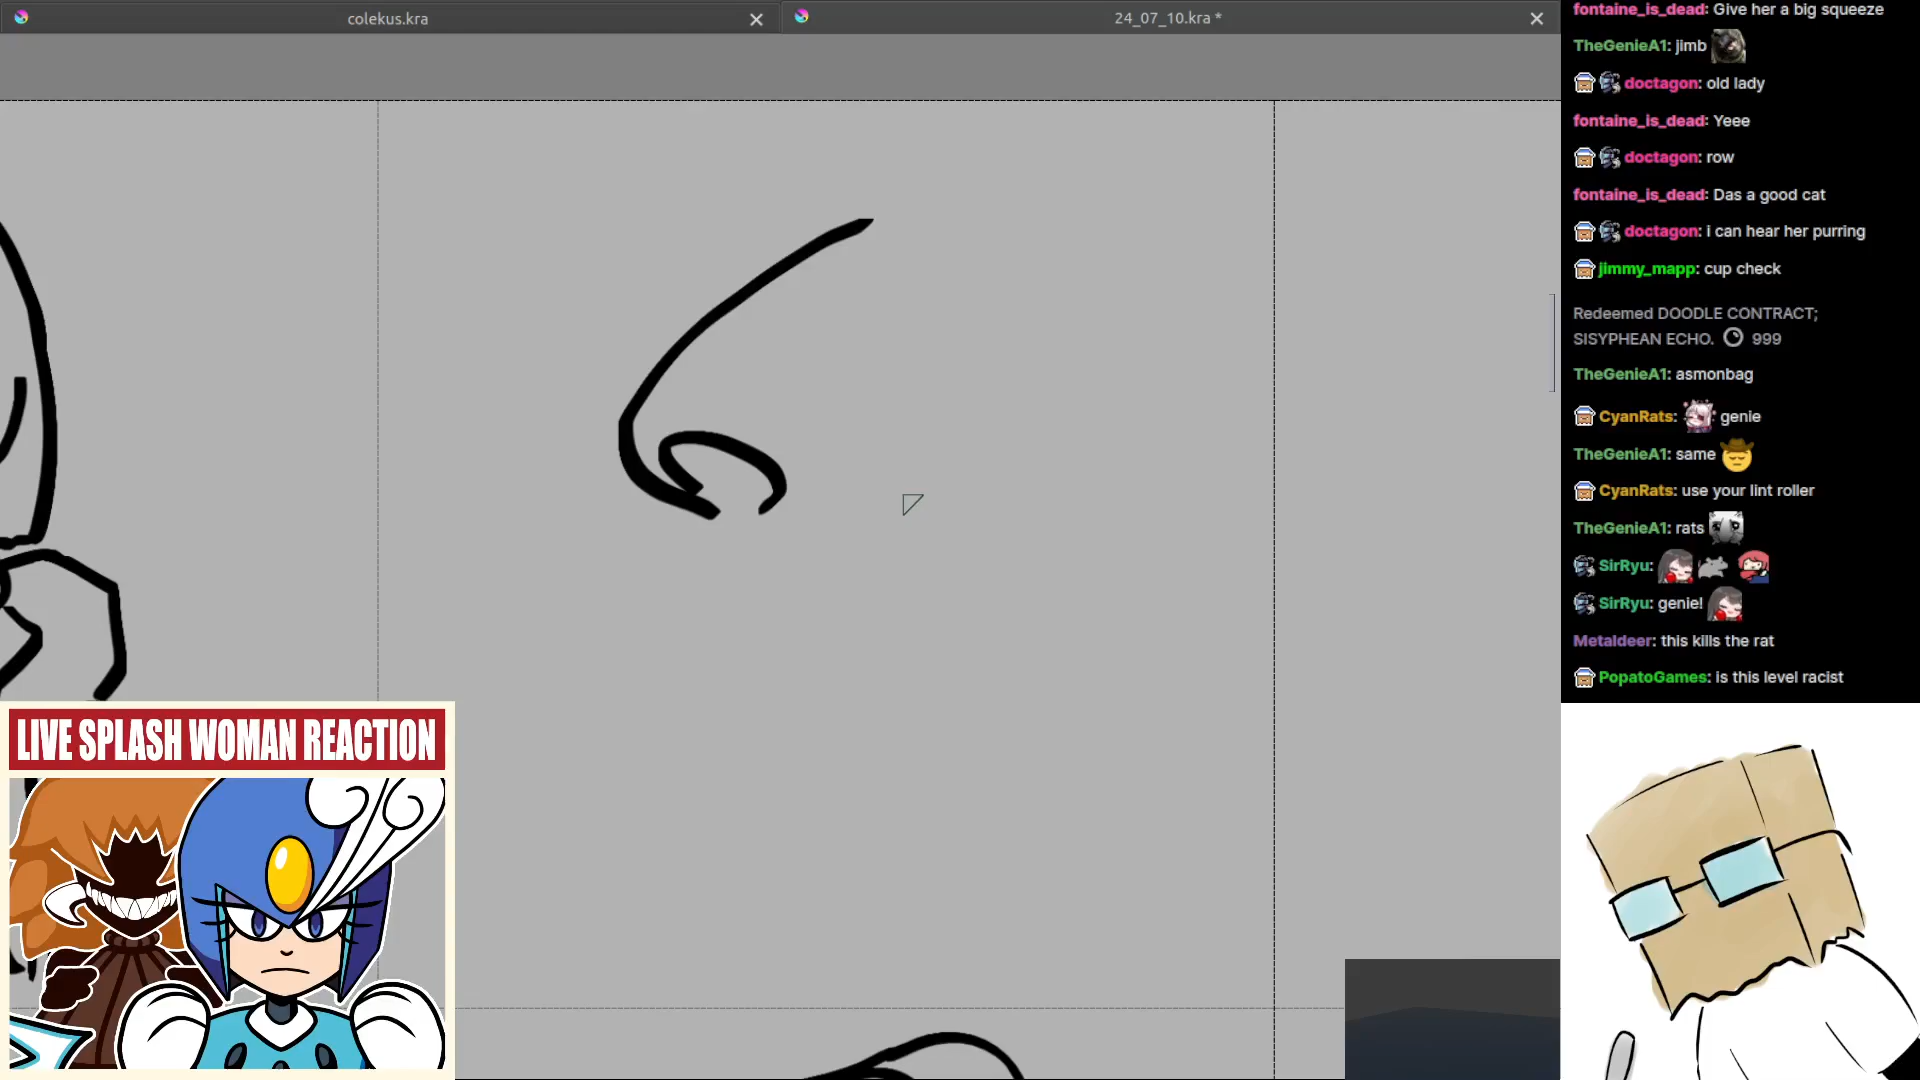 colekus.kra
24_07_10.kra *
fontaine_is_dead: Give her a big squeeze
TheGenieA1: jimb
doctagon: old lady
fontaine_is_dead: Yeee
doctagon: row
fontaine_is_dead: Das a good cat
doctagon: i can hear her purring
jimmy_mapp: cup check
Redeemed DOODLE CONTRACT;
SISYPHEAN ECHO. 999
TheGenieA1: asmonbag
CyanRats: genie
TheGenieA1: same
CyanRats: use your lint roller
TheGenieA1: rats
SirRyu:
SirRyu: genie!
Metaldeer: this kills the rat
PopatoGames: is this level racist
LIVE SPLASH WOMAN REACTION